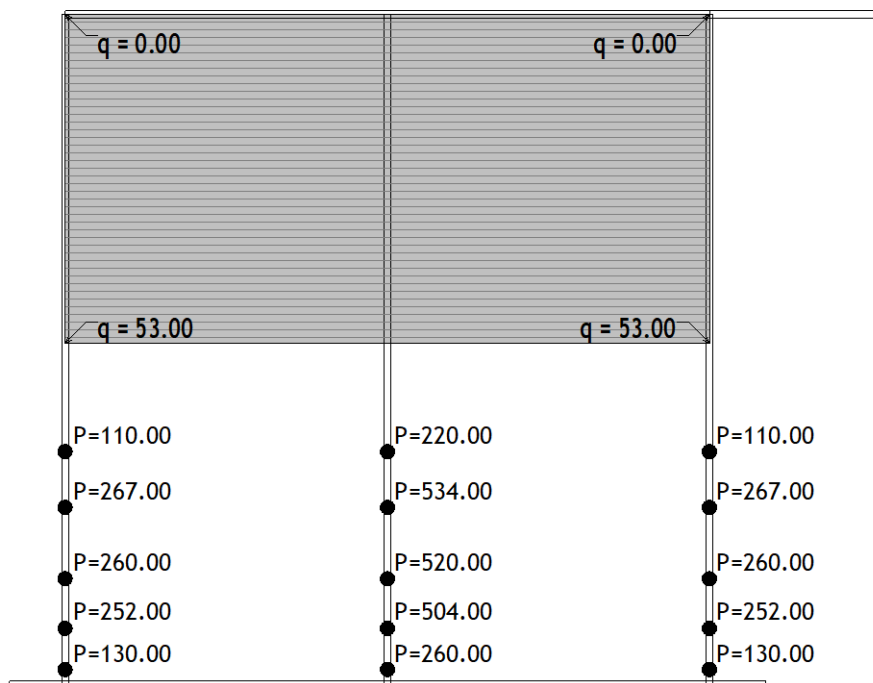 q = 0.00 q = 0.00
q = 53.00 q = 53.00
P=110.00 P=220.00 P=110.00
P=267.00 P=534.00 P=267.00
P=260.00 P=520.00 P=260.00
P=252.00 P=504.00 P=252.00
P=130.00 P=260.00 P=130.00